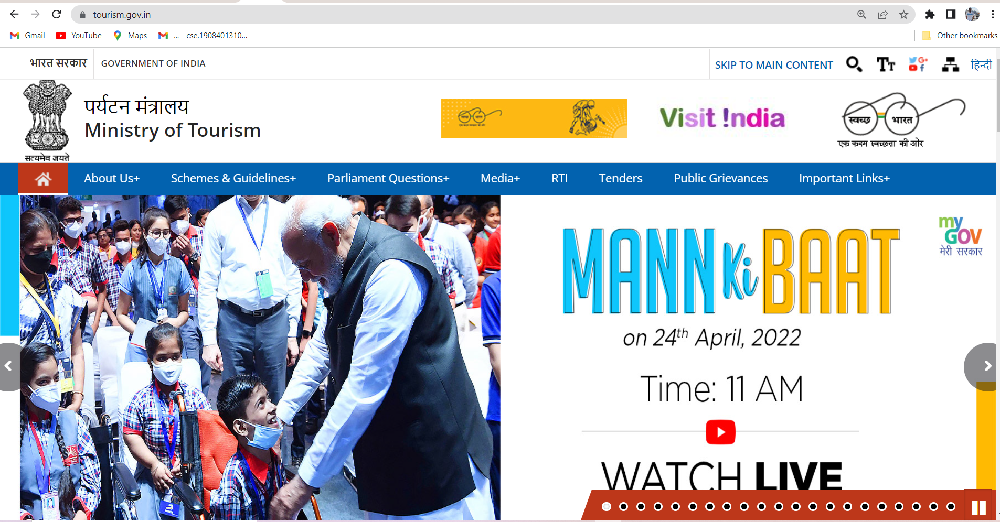 tourism.gov.in
Gmail YouTube Maps ... - cse.1908401310... Other bookmarks
भारत सरकार GOVERNMENT OF INDIA SKIP TO MAIN CONTENT TT G+ f हिन्दी
पर्यटन मंत्रालय
Ministry of Tourism
सत्यमेव जयते
Visit !ndia
स्वच्छ भारत
एक कदम स्वच्छता की ओर
About Us+ Schemes & Guidelines+ Parliament Questions+ Media+ RTI Tenders Public Grievances Important Links+
MANN Ki BAAT
my
GOV
मेरी सरकार
on 24th April, 2022
Time: 11 AM
WATCH LIVE